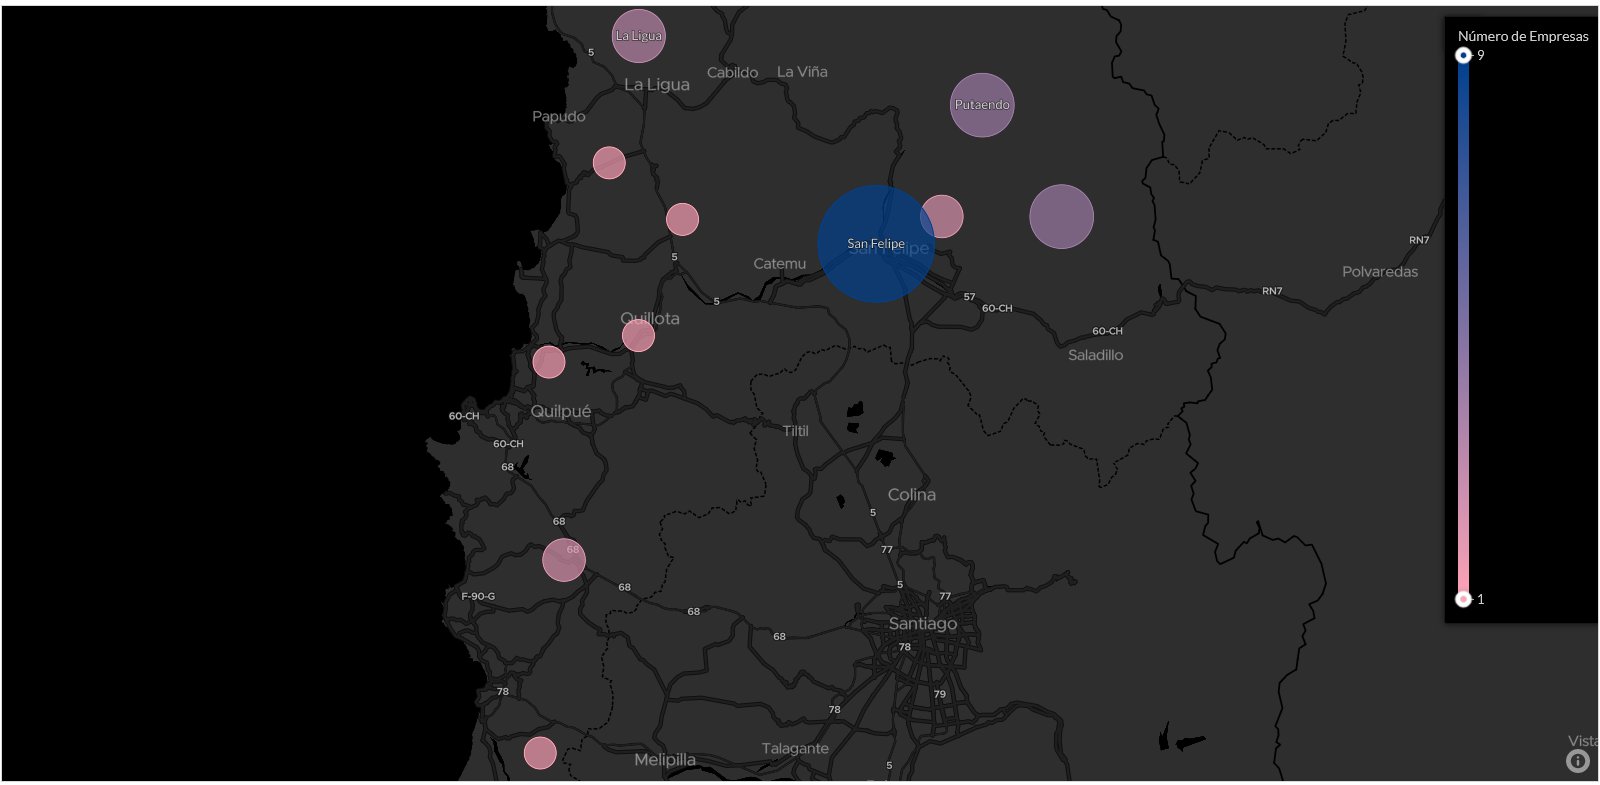 La Ligua
5
La Ligua
Cabildo
La Viña
Papudo
Putaendo
Número de Empresas
9
San Felipe
San Felipe
RN7
5
Catemu
Polvaredas
RN7
57
5
60-CH
Quillota
60-CH
Saladillo
Quilpué
60-CH
Tiltil
60-CH
68
Colina
5
68
77
68
5
68
F-90-G
77
1
68
Santiago
68
78
78
79
78
Talagante
Vista
Melipilla
5